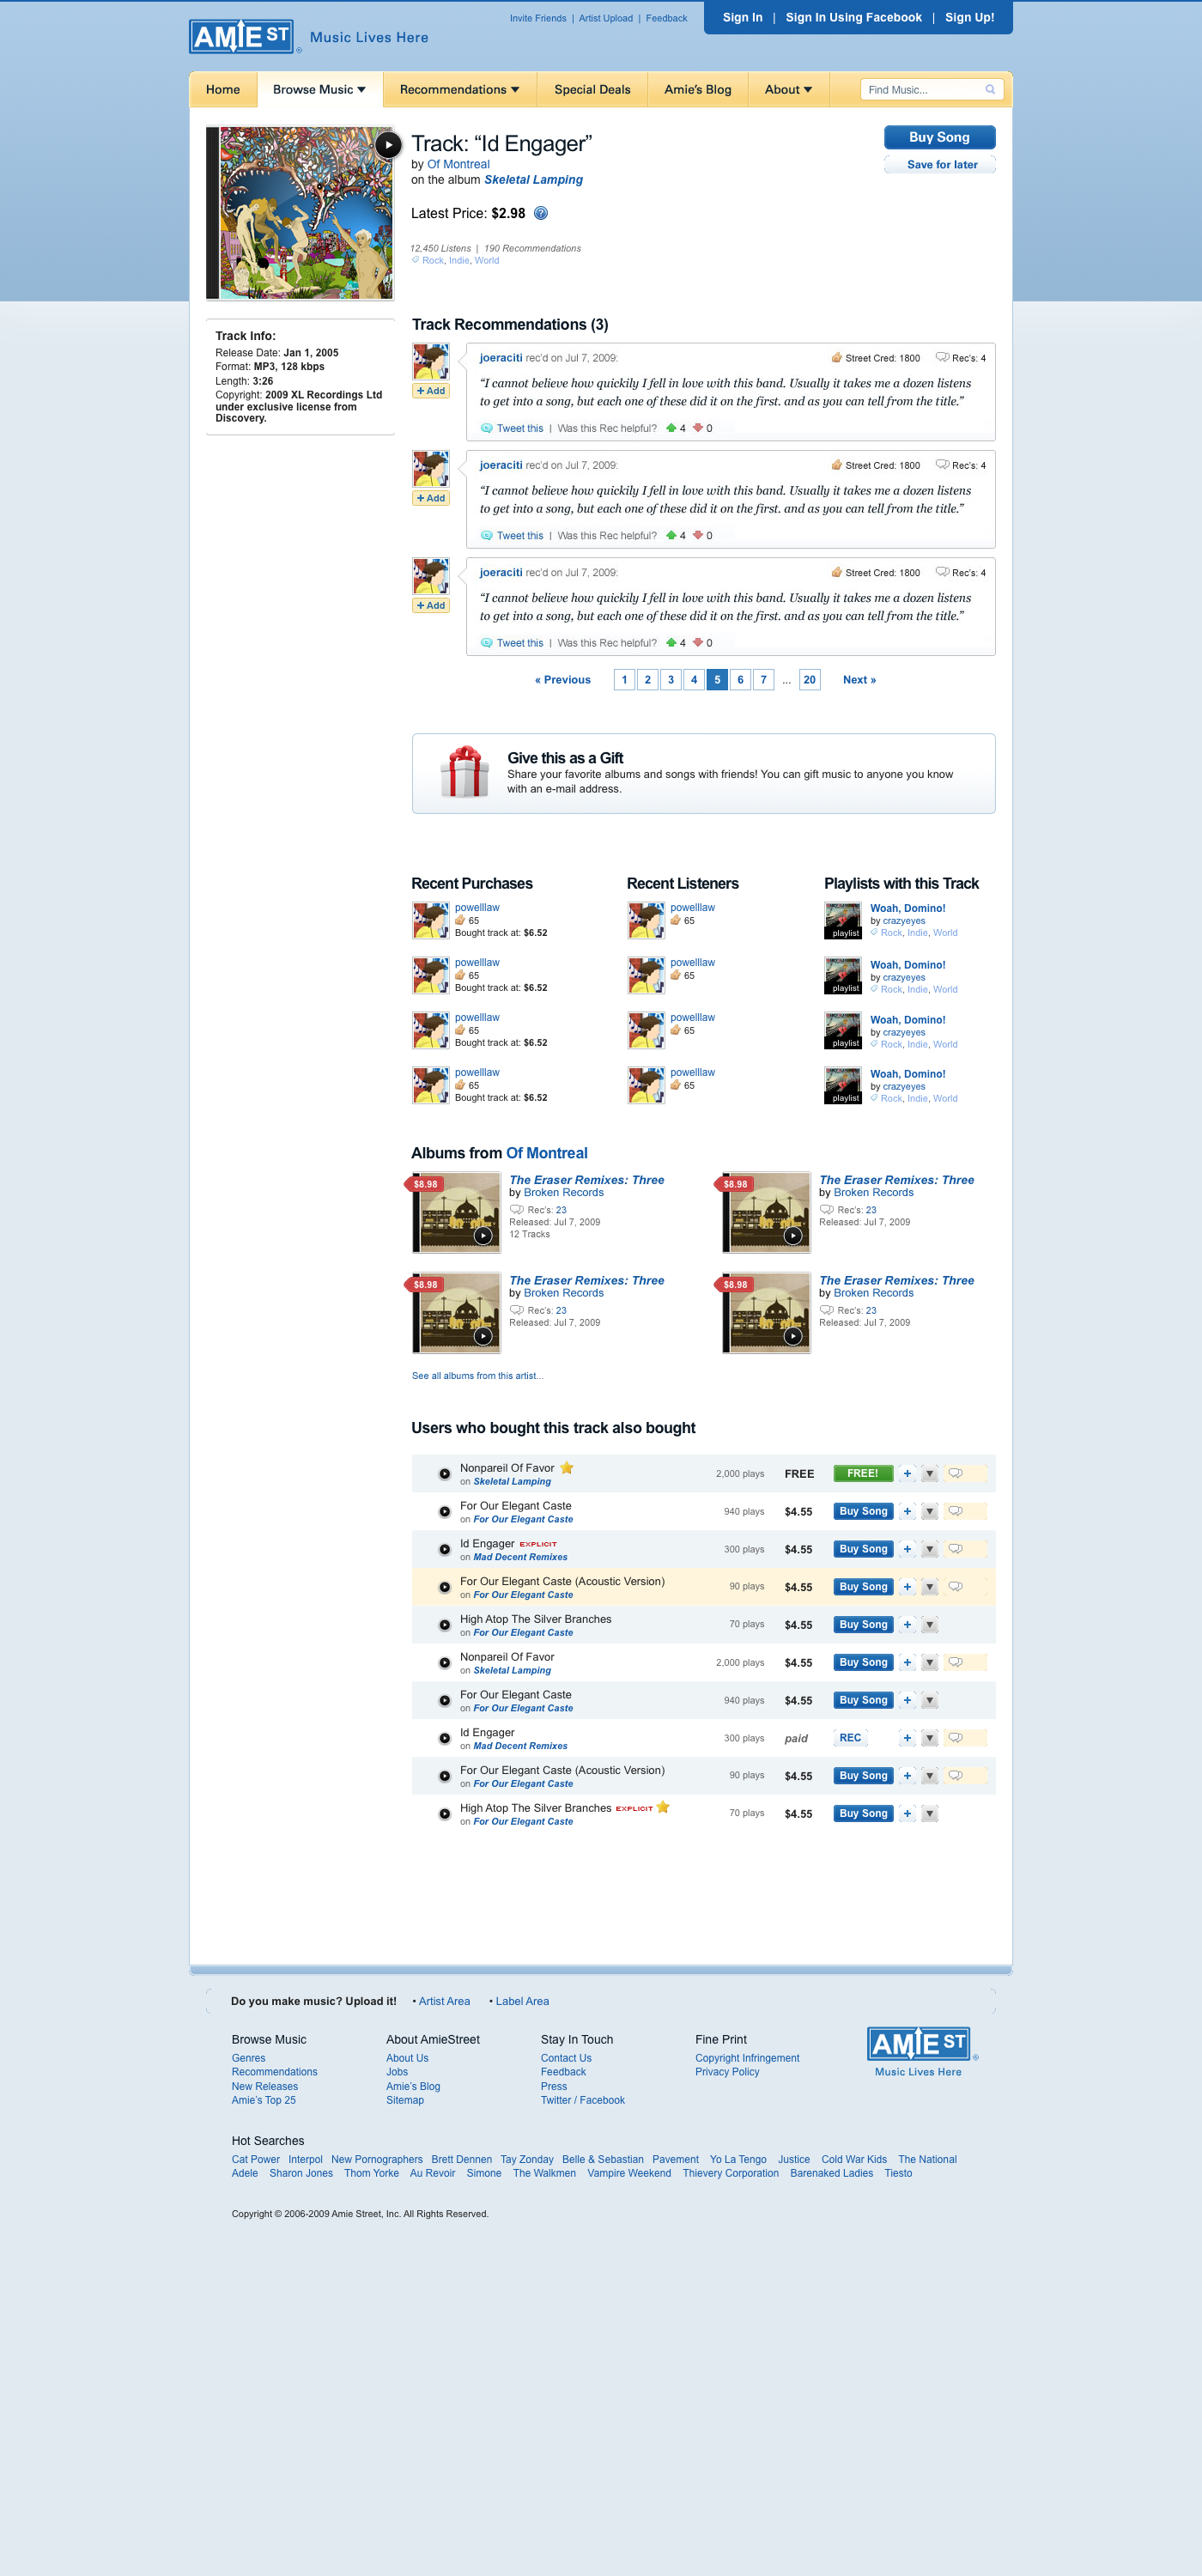 Invite Friends | Artist Upload | Feedback
Sign In | Sign In Using Facebook | Sign Up!
AMIE ST ® Music Lives Here
Home Browse Music Recommendations Special Deals Amie's Blog About Find Music...
Track: “Id Engager”
by Of Montreal
on the album Skeletal Lamping
Latest Price: $2.98 ?
12,450 Listens | 190 Recommendations
Rock, Indie, World
Buy Song
Save for later
Track Info:
Release Date: Jan 1, 2005
Format: MP3, 128 kbps
Length: 3:26
Copyright: 2009 XL Recordings Ltd
under exclusive license from
Discovery.
Track Recommendations (3)
joeraciti rec'd on Jul 7, 2009: Street Cred: 1800 Rec's: 4
+ Add
“I cannot believe how quickily I fell in love with this band. Usually it takes me a dozen listens
to get into a song, but each one of these did it on the first. and as you can tell from the title.”
Tweet this | Was this Rec helpful? 4 0
joeraciti rec'd on Jul 7, 2009: Street Cred: 1800 Rec's: 4
+ Add
“I cannot believe how quickily I fell in love with this band. Usually it takes me a dozen listens
to get into a song, but each one of these did it on the first. and as you can tell from the title.”
Tweet this | Was this Rec helpful? 4 0
joeraciti rec'd on Jul 7, 2009: Street Cred: 1800 Rec's: 4
+ Add
“I cannot believe how quickily I fell in love with this band. Usually it takes me a dozen listens
to get into a song, but each one of these did it on the first. and as you can tell from the title.”
Tweet this | Was this Rec helpful? 4 0
« Previous 1 2 3 4 5 6 7 ... 20 Next »
Give this as a Gift
Share your favorite albums and songs with friends! You can gift music to anyone you know
with an e-mail address.
Recent Purchases
powelllaw
65
Bought track at: $6.52
powelllaw
65
Bought track at: $6.52
powelllaw
65
Bought track at: $6.52
powelllaw
65
Bought track at: $6.52
Recent Listeners
powelllaw
65
powelllaw
65
powelllaw
65
powelllaw
65
Playlists with this Track
Woah, Domino!
by crazyeyes
playlist Rock, Indie, World
Woah, Domino!
by crazyeyes
playlist Rock, Indie, World
Woah, Domino!
by crazyeyes
playlist Rock, Indie, World
Woah, Domino!
by crazyeyes
playlist Rock, Indie, World
Albums from Of Montreal
$8.98 The Eraser Remixes: Three
by Broken Records
Rec's: 23
Released: Jul 7, 2009
12 Tracks
$8.98 The Eraser Remixes: Three
by Broken Records
Rec's: 23
Released: Jul 7, 2009
$8.98 The Eraser Remixes: Three
by Broken Records
Rec's: 23
Released: Jul 7, 2009
$8.98 The Eraser Remixes: Three
by Broken Records
Rec's: 23
Released: Jul 7, 2009
See all albums from this artist...
Users who bought this track also bought
Nonpareil Of Favor 2,000 plays FREE FREE! +
on Skeletal Lamping
For Our Elegant Caste 940 plays $4.55 Buy Song +
on For Our Elegant Caste
Id Engager EXPLICIT 300 plays $4.55 Buy Song +
on Mad Decent Remixes
For Our Elegant Caste (Acoustic Version) 90 plays $4.55 Buy Song +
on For Our Elegant Caste
High Atop The Silver Branches 70 plays $4.55 Buy Song +
on For Our Elegant Caste
Nonpareil Of Favor 2,000 plays $4.55 Buy Song +
on Skeletal Lamping
For Our Elegant Caste 940 plays $4.55 Buy Song +
on For Our Elegant Caste
Id Engager 300 plays paid REC +
on Mad Decent Remixes
For Our Elegant Caste (Acoustic Version) 90 plays $4.55 Buy Song +
on For Our Elegant Caste
High Atop The Silver Branches EXPLICIT 70 plays $4.55 Buy Song +
on For Our Elegant Caste
Do you make music? Upload it! • Artist Area • Label Area
Browse Music
Genres
Recommendations
New Releases
Amie's Top 25
About AmieStreet
About Us
Jobs
Amie's Blog
Sitemap
Stay In Touch
Contact Us
Feedback
Press
Twitter / Facebook
Fine Print
Copyright Infringement
Privacy Policy
AMIE ST ®
Music Lives Here
Hot Searches
Cat Power Interpol New Pornographers Brett Dennen Tay Zonday Belle & Sebastian Pavement Yo La Tengo Justice Cold War Kids The National
Adele Sharon Jones Thom Yorke Au Revoir Simone The Walkmen Vampire Weekend Thievery Corporation Barenaked Ladies Tiesto
Copyright © 2006-2009 Amie Street, Inc. All Rights Reserved.